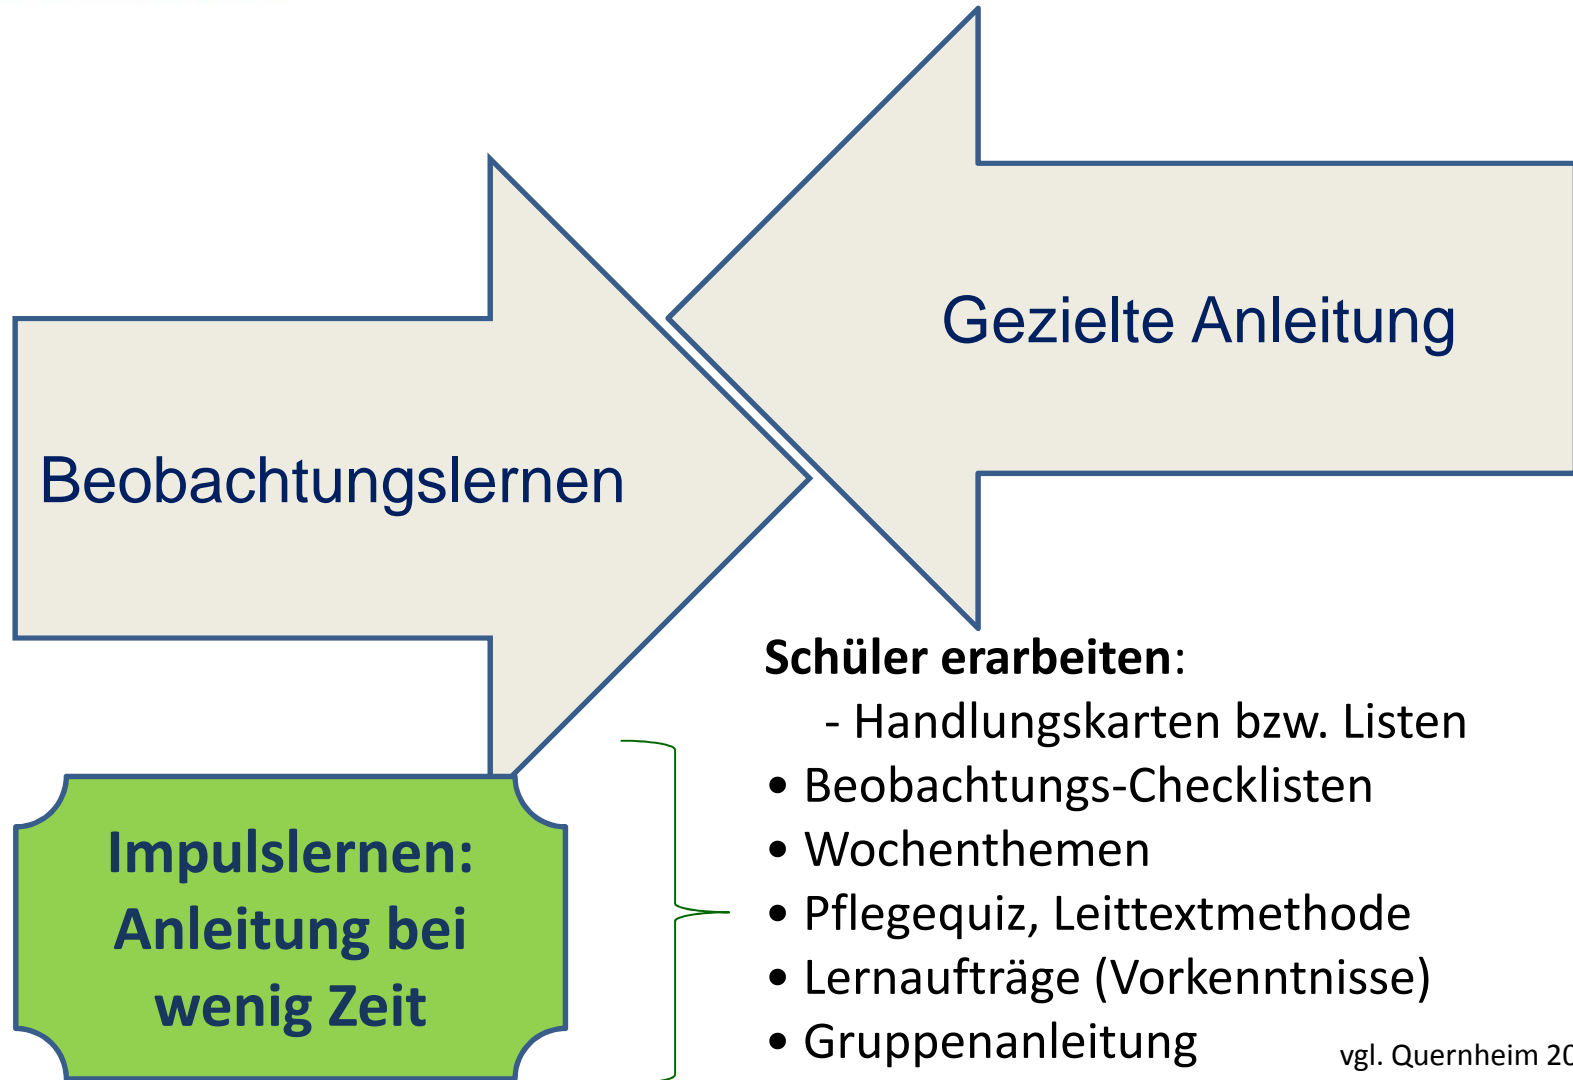 Gezielte Anleitung
Beobachtungslernen
Impulslernen:
Anleitung bei
wenig Zeit
Schüler erarbeiten:
- Handlungskarten bzw. Listen
• Beobachtungs-Checklisten
• Wochenthemen
• Pflegequiz, Leittextmethode
• Lernaufträge (Vorkenntnisse)
• Gruppenanleitung
vgl. Quernheim 20